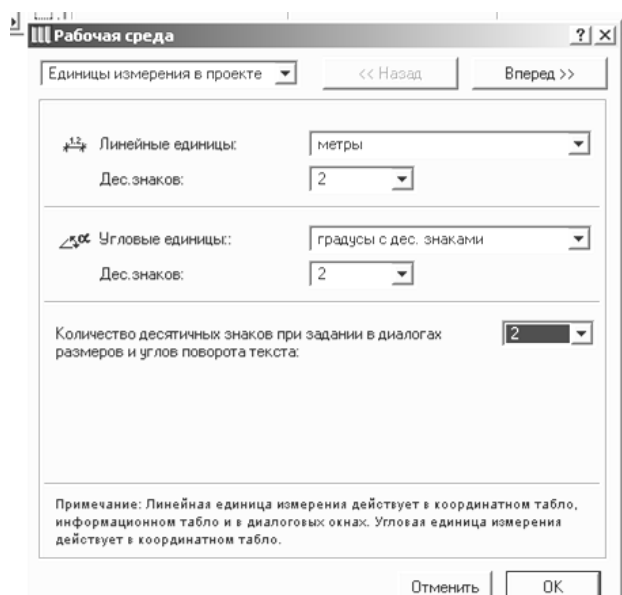 Рабочая среда
Единицы измерения в проекте
<< Назад
Вперед >>
1.2
Линейные единицы:
метры
Дес.знаков:
2
α Угловые единицы::
градусы с дес. знаками
Дес.знаков:
2
Количество десятичных знаков при задании в диалогах
2
размеров и углов поворота текста:
Примечание: Линейная единица измерения действует в координатном табло,
информационном табло и в диалоговых окнах. Угловая единица измерения
действует в координатном табло.
Отменить
OK